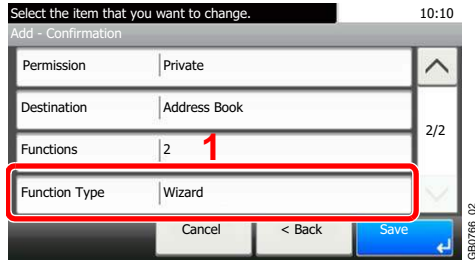 Select the item that you want to change. 10:10
Add - Confirmation
Permission Private
Destination Address Book
2/2
Functions 2 1
Function Type Wizard
Cancel < Back Save
GB0766_02